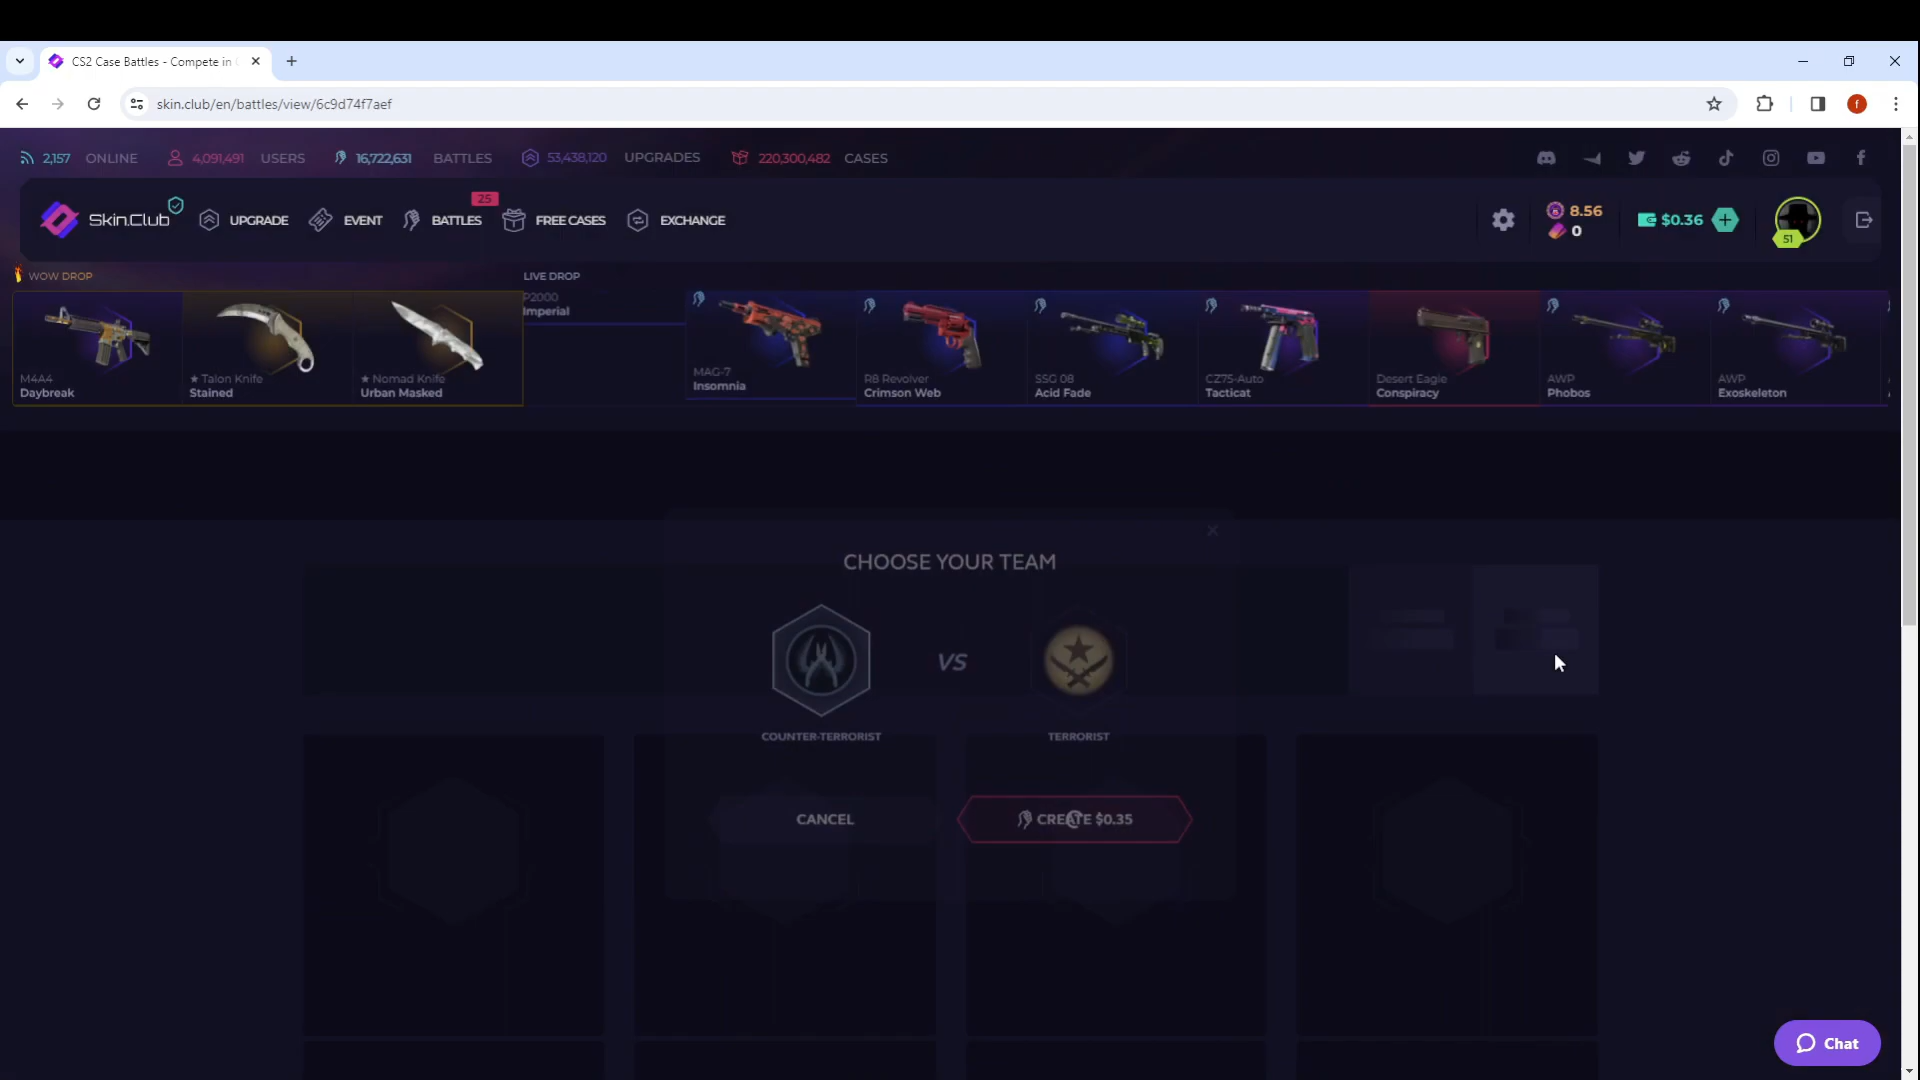 CS2 Case Battles - Compete in
skin.club/en/battles/view/6c9d74f7aef
f
2,157 ONLINE 4,091,491 USERS 16,722,631 BATTLES 53,438,120 UPGRADES 220,300,482 CASES
Skin.Club UPGRADE EVENT BATTLES 25 FREE CASES EXCHANGE 8.56 0 $0.36 51
WOW DROP
LIVE DROP
M4A4
Daybreak
★ Talon Knife
Stained
★ Nomad Knife
Urban Masked
P2000
Imperial
MAG-7
Insomnia
R8 Revolver
Crimson Web
SSG 08
Acid Fade
CZ75-Auto
Tacticat
Desert Eagle
Conspiracy
AWP
Phobos
AWP
Exoskeleton
CHOOSE YOUR TEAM
VS
COUNTER-TERRORIST TERRORIST
CANCEL CREATE $0.35
Chat